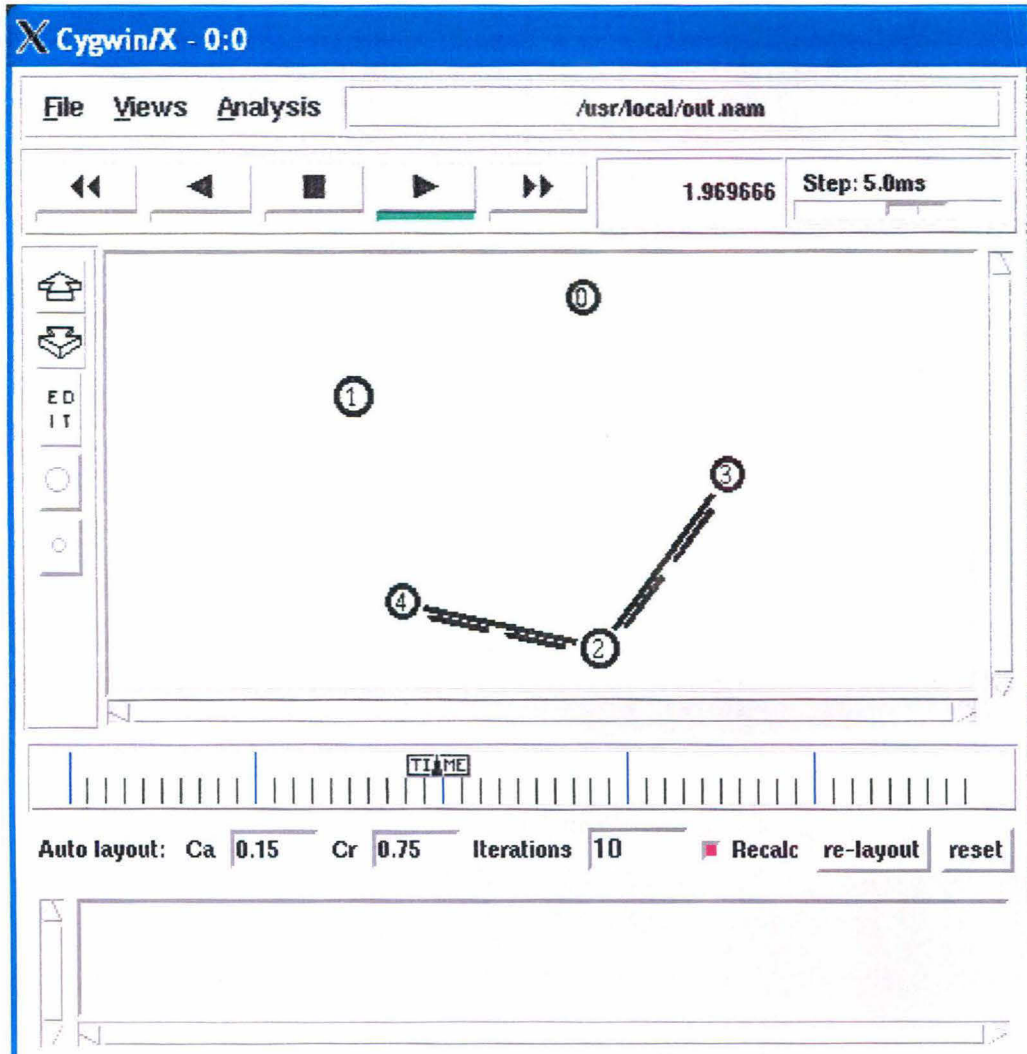 Cygwin/X - 0:0
File Views Analysis /usr/local/out.nam
1.969666 Step: 5.0ms
0
1
ED
IT
3
4
2
TIME
Auto layout: Ca 0.15 Cr 0.75 Iterations 10 Recalc re-layout reset